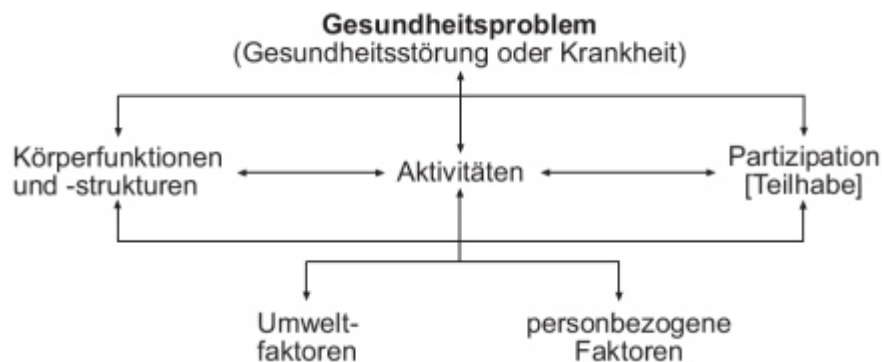 Gesundheitsproblem
(Gesundheitsstörung oder Krankheit)
Körperfunktionen
und -strukturen
Aktivitäten
Partizipation
[Teilhabe]
Umwelt-
faktoren
personbezogene
Faktoren